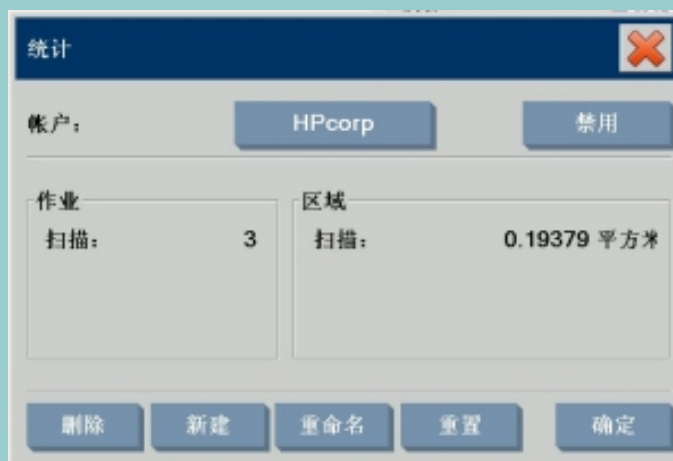 统计
帐户： HPcorp 禁用
作业 区域
扫描： 3 扫描： 0.19379 平方米
删除 新建 重命名 重置 确定